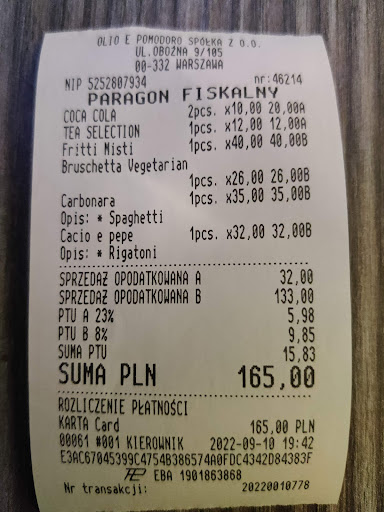 OLIO E POMODORO SPÓŁKA Z O.O.
UL.OBOŹNA 9/105
00-332 WARSZAWA
NIP 5252807934 nr:46214
PARAGON FISKALNY
COCA COLA 2pcs. x10,00 20,00A
TEA SELECTION 1pcs. x12,00 12,00A
Fritti Misti 1pcs. x40,00 40,00B
Bruschetta Vegetarian
1pcs. x26,00 26,00B
Carbonara 1pcs. x35,00 35,00B
Opis: * Spaghetti
Cacio e pepe 1pcs. x32,00 32,00B
Opis: * Rigatoni
SPRZEDAŻ OPODATKOWANA A 32,00
SPRZEDAŻ OPODATKOWANA B 133,00
PTU A 23% 5,98
PTU B 8% 9,85
SUMA PTU 15,83
SUMA PLN 165,00
ROZLICZENIE PŁATNOŚCI
KARTA Card 165,00 PLN
00061 #001 KIEROWNIK 2022-09-10 19:42
E3AC67045399C4754B386574A0FDC4342D84383F
EBA 1901863868
Nr transakcji: 20220010778